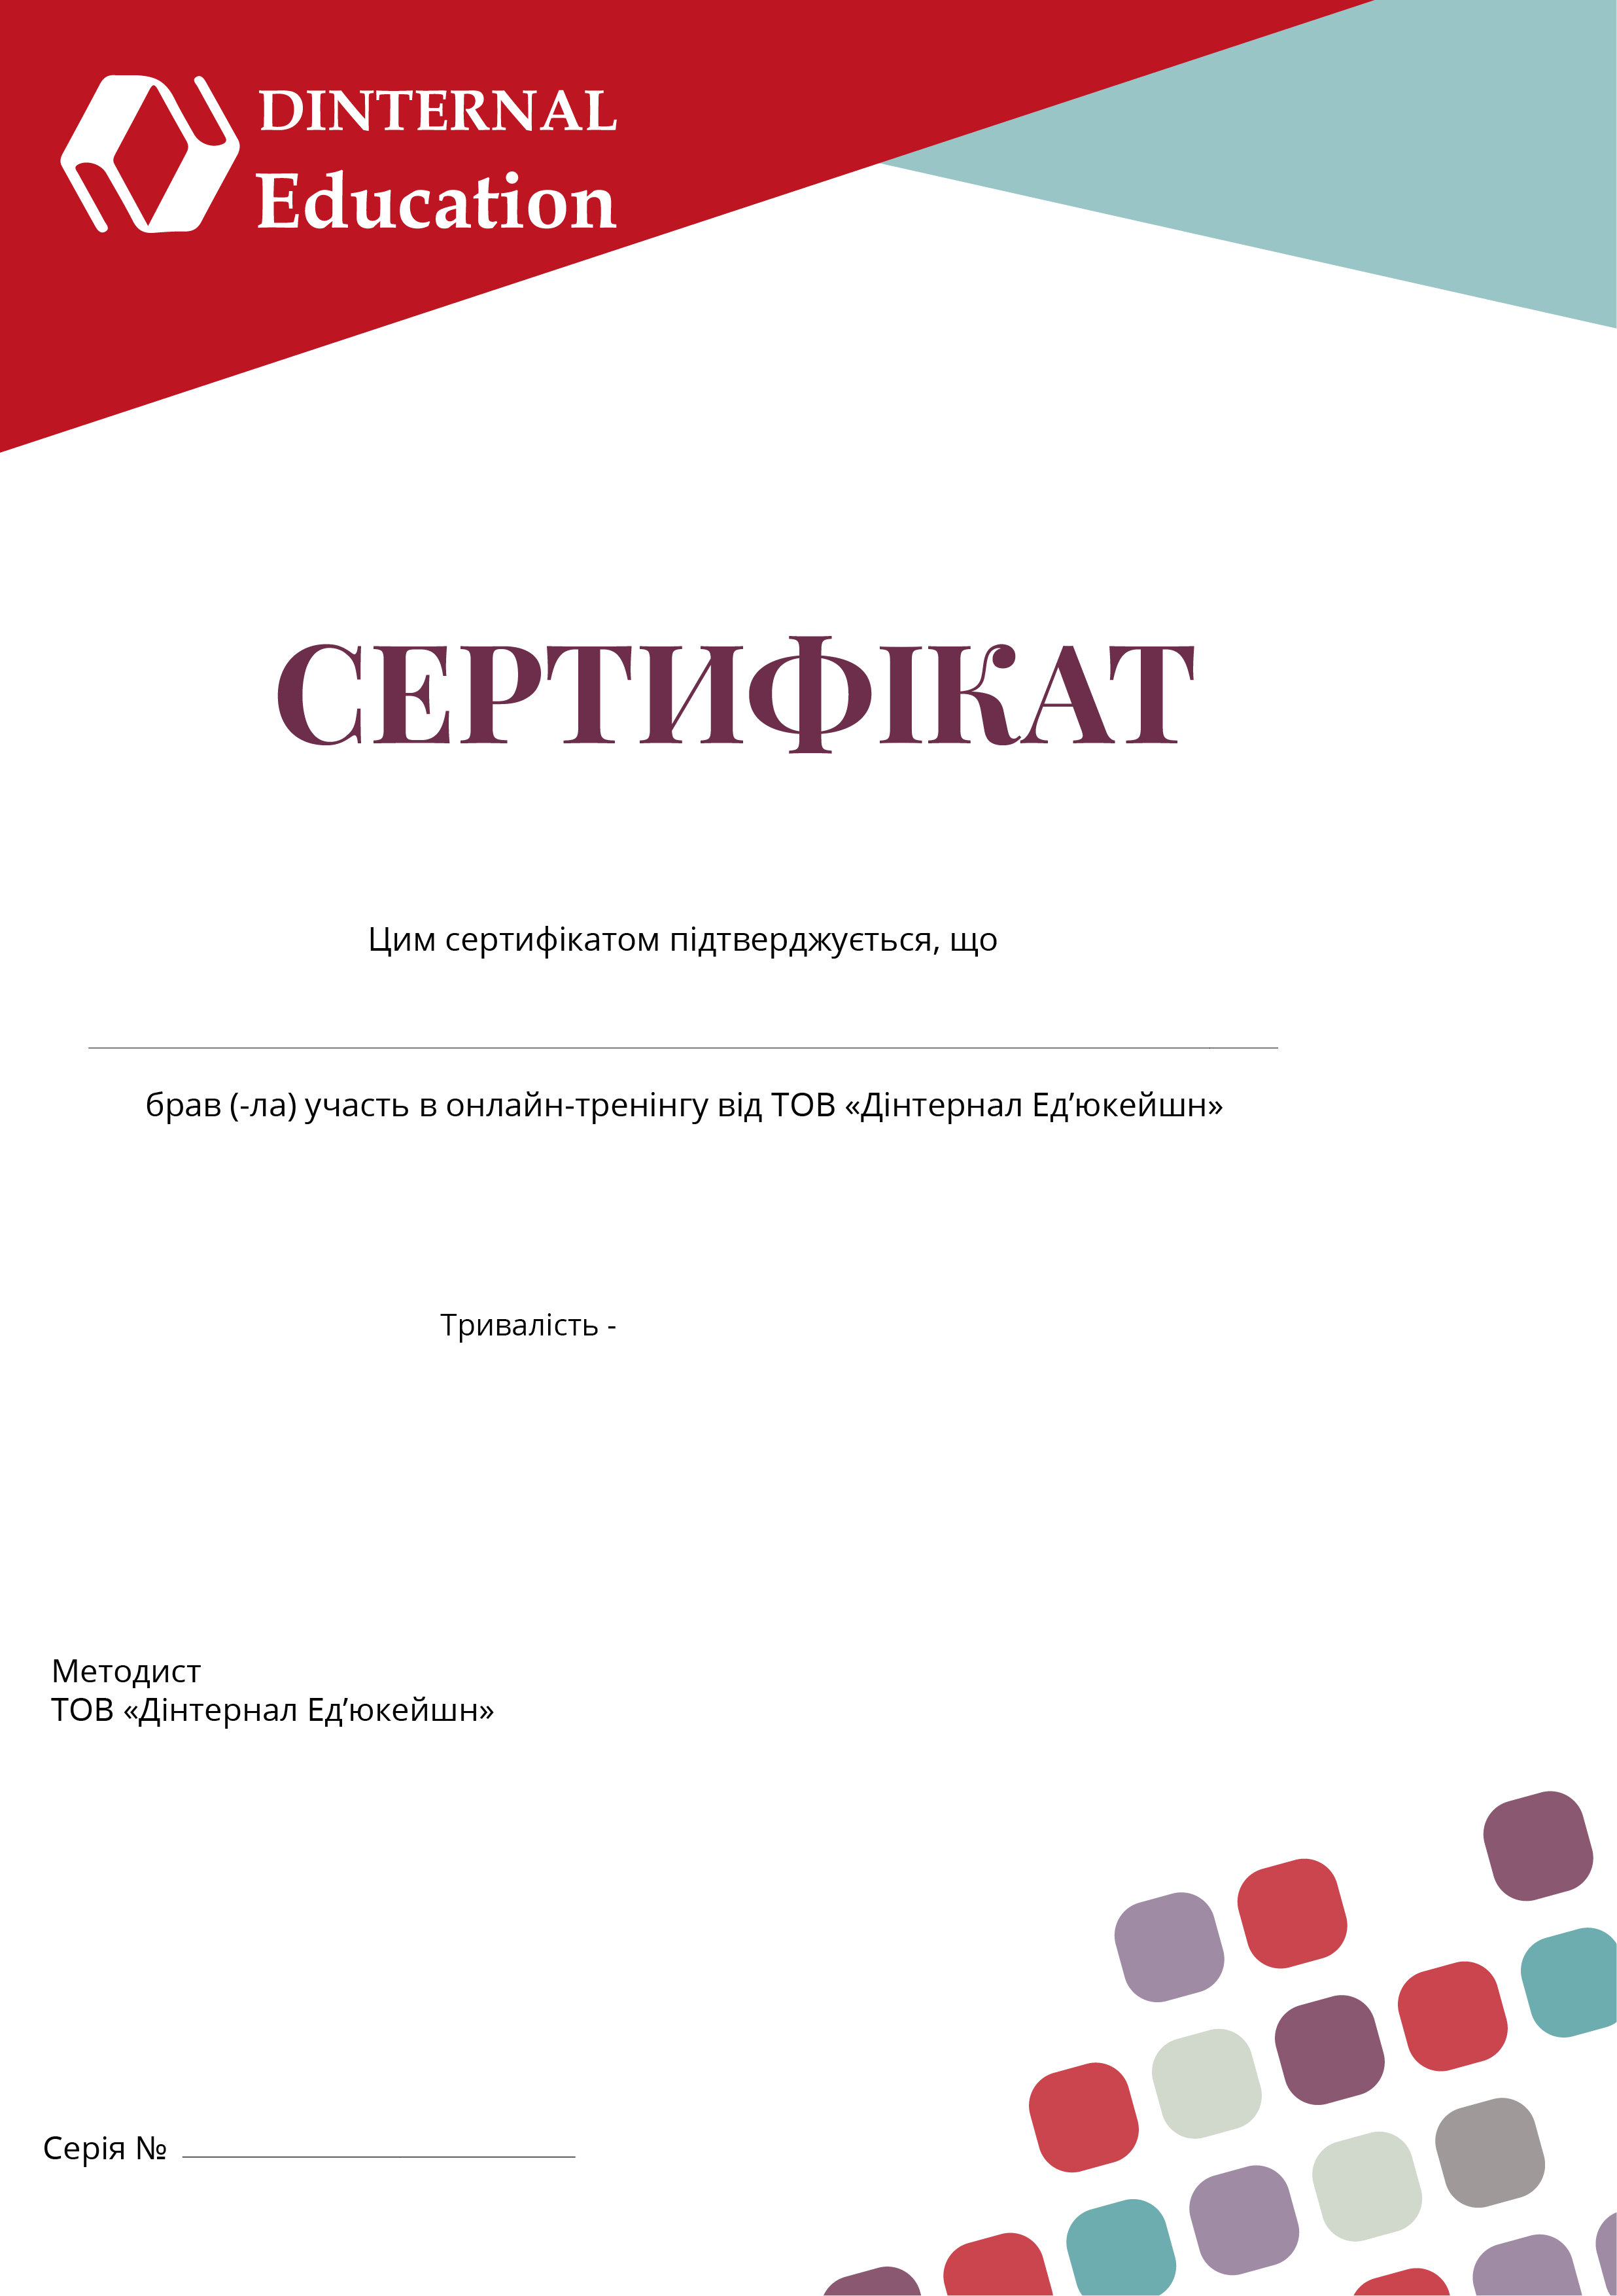 DINTERNAL
Education
СЕРТИФІКАТ
Цим сертифікатом підтверджується, що
брав (-ла) участь в онлайн-тренінгу від ТОВ «Дінтернал Ед’юкейшн»
Тривалість -
Методист
ТОВ «Дінтернал Ед’юкейшн»
Серія №